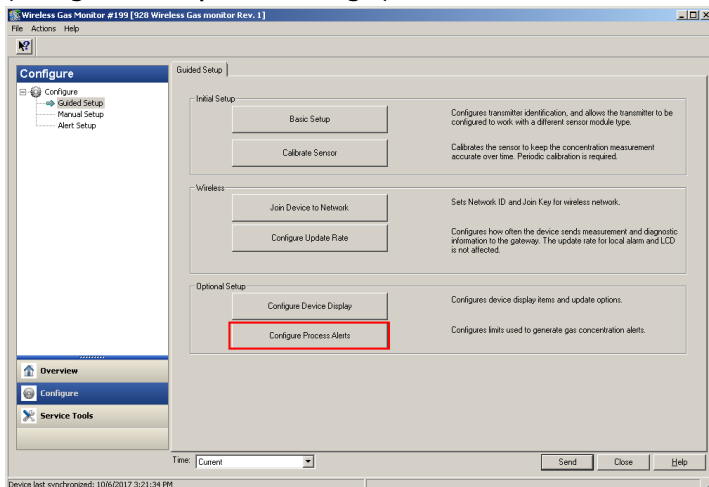 Wireless Gas Monitor #199 [928 Wireless Gas monitor Rev. 1]
File Actions Help
Configure
Configure
Guided Setup
Manual Setup
Alert Setup
Overview
Configure
Service Tools
Guided Setup
Initial Setup
Basic Setup
Configures transmitter identification, and allows the transmitter to be
configured to work with a different sensor module type.
Calibrate Sensor
Calibrates the sensor to keep the concentration measurement
accurate over time. Periodic calibration is required.
Wireless
Join Device to Network
Sets Network ID and Join Key for wireless network.
Configure Update Rate
Configures how often the device sends measurement and diagnostic
information to the gateway. The update rate for local alarm and LCD
is not affected.
Optional Setup
Configure Device Display
Configures device display items and update options.
Configure Process Alerts
Configures limits used to generate gas concentration alerts.
Time: Current
Send Close Help
Device last synchronized: 10/6/2017 3:21:34 PM